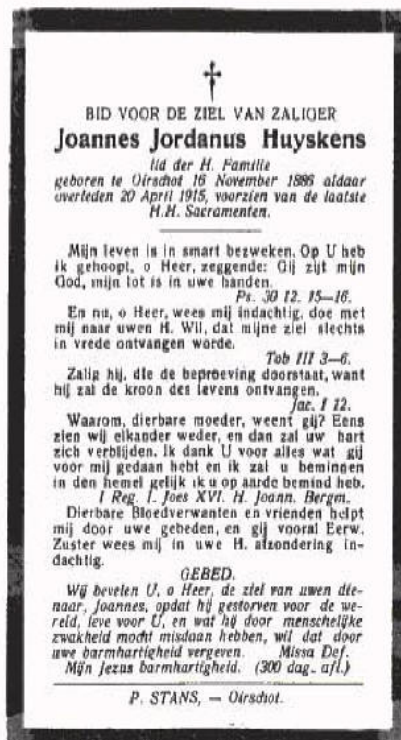 BID VOOR DE ZIEL VAN ZALIGER
Joannes Jordanus Huyskens
lid der H. Familie
geboren te Oirschot 16 November 1886 aldaar
overleden 20 April 1915, voorzien van de laatste
H.H. Sacramenten.
Mijn leven is in smart bezweken. Op U heb
ik gehoopt, o Heer, zeggende: Gij zijt mijn
God, mijn lot is in uwe handen.
Ps. 30 12. 15—16.
En nu, o Heer, wees mij indachtig, doe met
mij naar uwen H. Wil, dat mijne ziel slechts
in vrede ontvangen worde.
Tob III 3—6.
Zalig hij, die de beproeving doorstaat, want
hij zal de kroon des levens ontvangen.
Jac. I 12.
Waarom, dierbare moeder, weent gij? Eens
zien wij elkander weder, en dan zal uw hart
zich verblijden. Ik dank U voor alles wat gij
voor mij gedaan hebt en ik zal u beminnen
in den hemel gelijk ik u op aarde bemind heb.
I Reg. I. Joes XVI. H. Joann. Bergm.
Dierbare Bloedverwanten en vrienden helpt
mij door uwe gebeden, en gij vooral Eerw.
Zuster wees mij in uwe H. afzondering in-
dachtig.
GEBED.
Wij bevelen U, o Heer, de ziel van uwen die-
naar, Joannes, opdat hij gestorven voor de we-
reld, leve voor U, en wat hij door menschelijke
zwakheid mocht misdaan hebben, wil dat door
uwe barmhartigheid vergeven. Missa Def.
Mijn Jezus barmhartigheid. (300 dag. afl.)
P. STANS, — Oirschot.